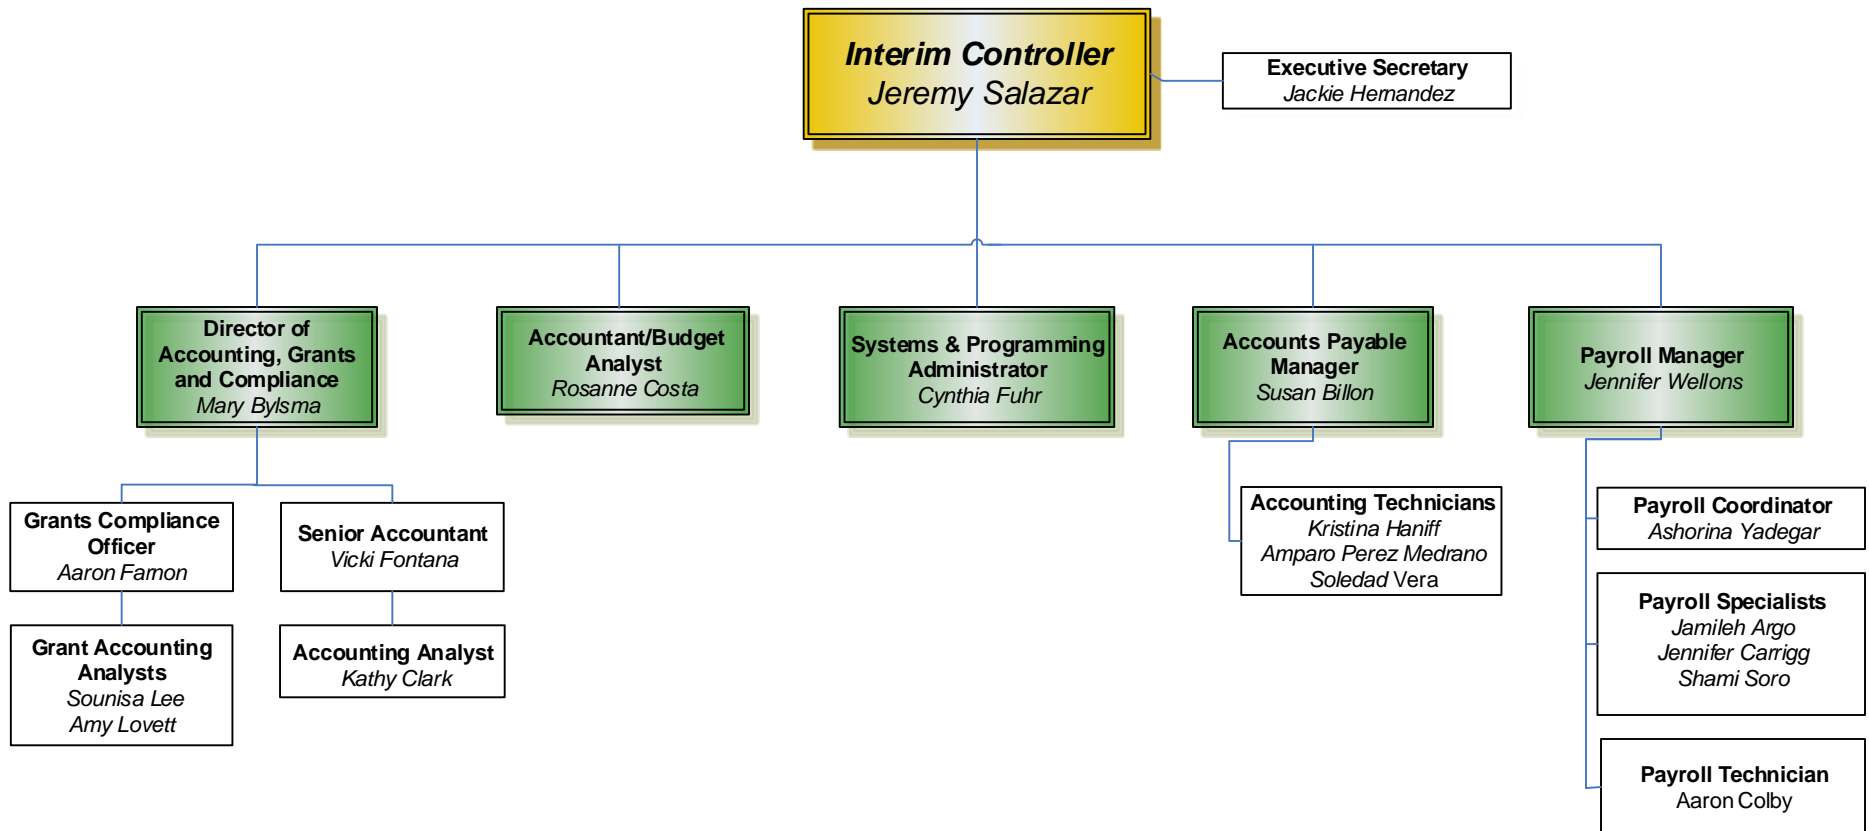 Interim Controller
Jeremy Salazar
Executive Secretary
Jackie Hernandez
Director of
Accounting, Grants
and Compliance
Mary Bylsma
Accountant/Budget
Analyst
Rosanne Costa
Systems & Programming
Administrator
Cynthia Fuhr
Accounts Payable
Manager
Susan Billon
Payroll Manager
Jennifer Wellons
Grants Compliance
Officer
Aaron Farnon
Senior Accountant
Vicki Fontana
Grant Accounting
Analysts
Sounisa Lee
Amy Lovett
Accounting Analyst
Kathy Clark
Accounting Technicians
Kristina Haniff
Amparo Perez Medrano
Soledad Vera
Payroll Coordinator
Ashorina Yadegar
Payroll Specialists
Jamileh Argo
Jennifer Carrigg
Shami Soro
Payroll Technician
Aaron Colby